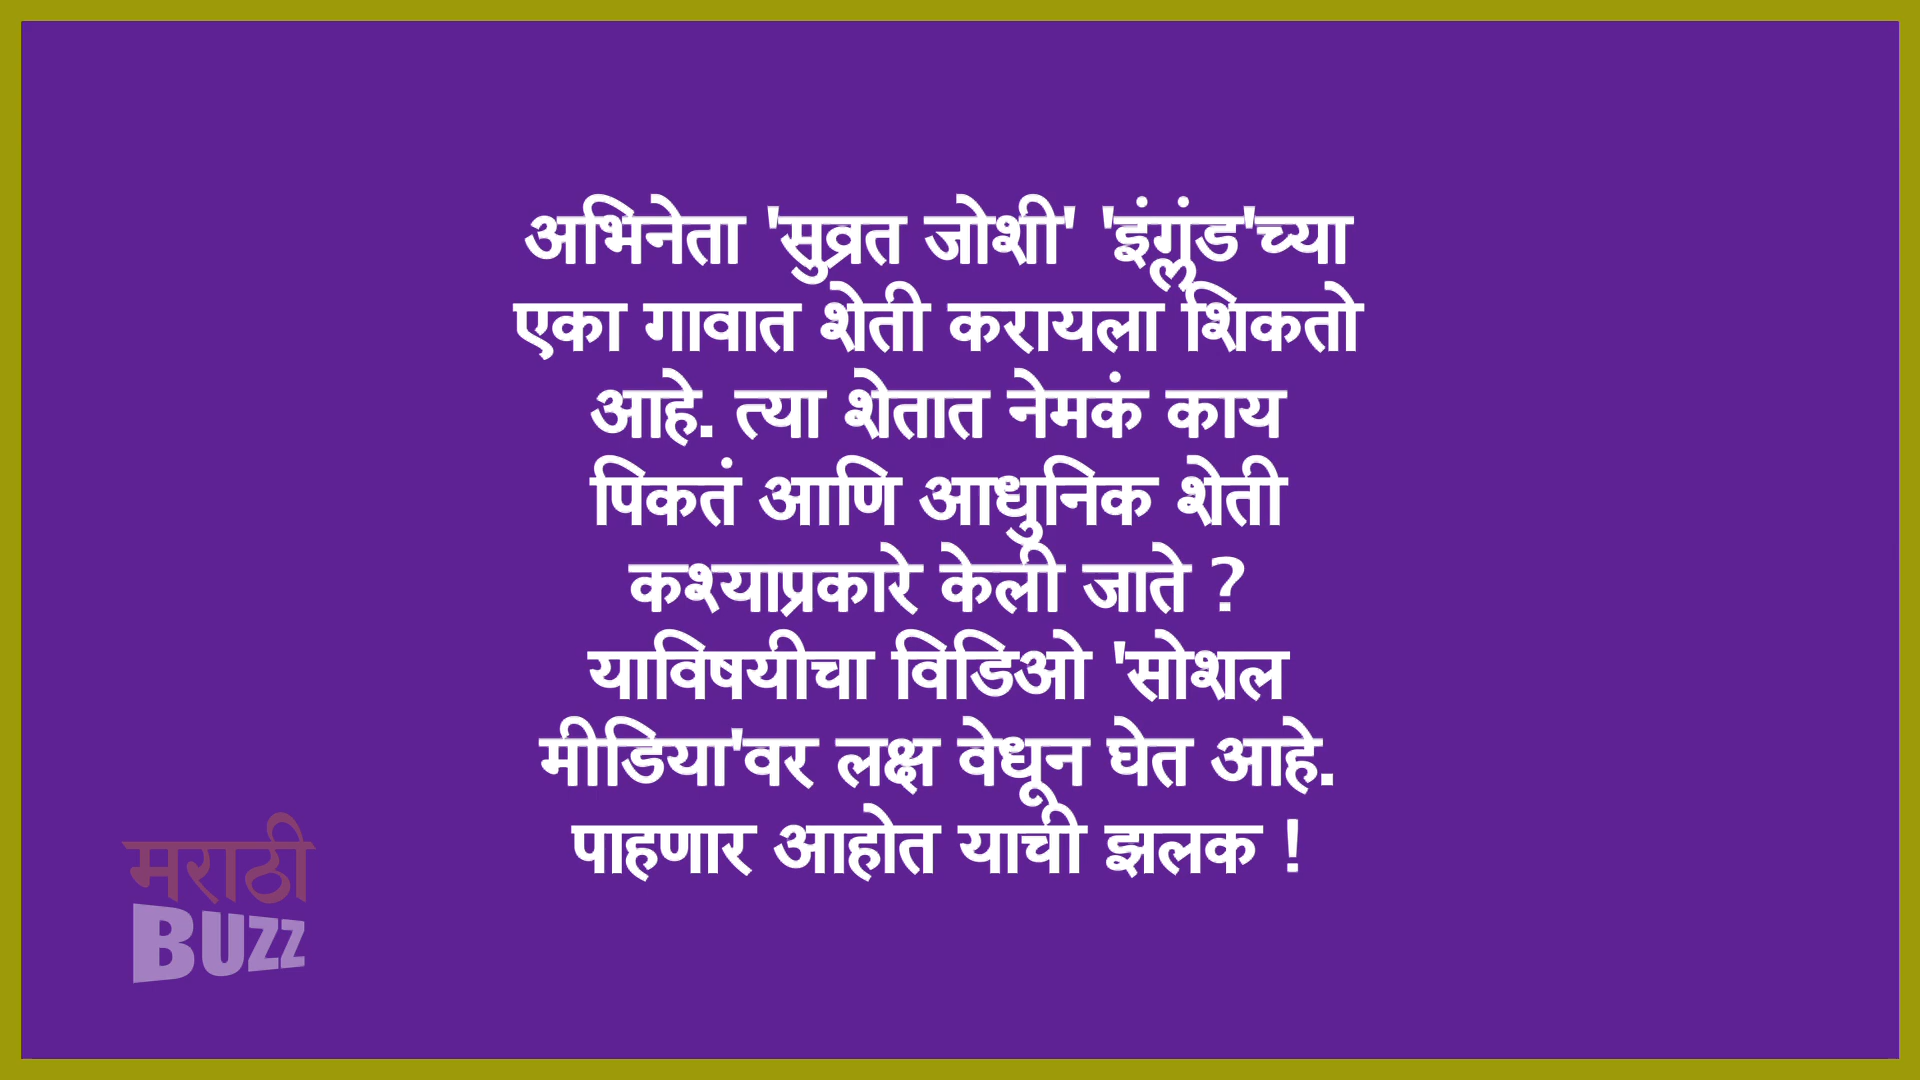 अभिनेता 'सुव्रत जोशी' 'इंग्लंड'च्या
एका गावात शेती करायला शिकतो
आहे. त्या शेतात नेमकं काय
पिकतं आणि आधुनिक शेती
कश्याप्रकारे केली जाते ?
याविषयीचा विडिओ 'सोशल
मीडिया'वर लक्ष वेधून घेत आहे.
पाहणार आहोत याची झलक !
मराठी
BUZZ